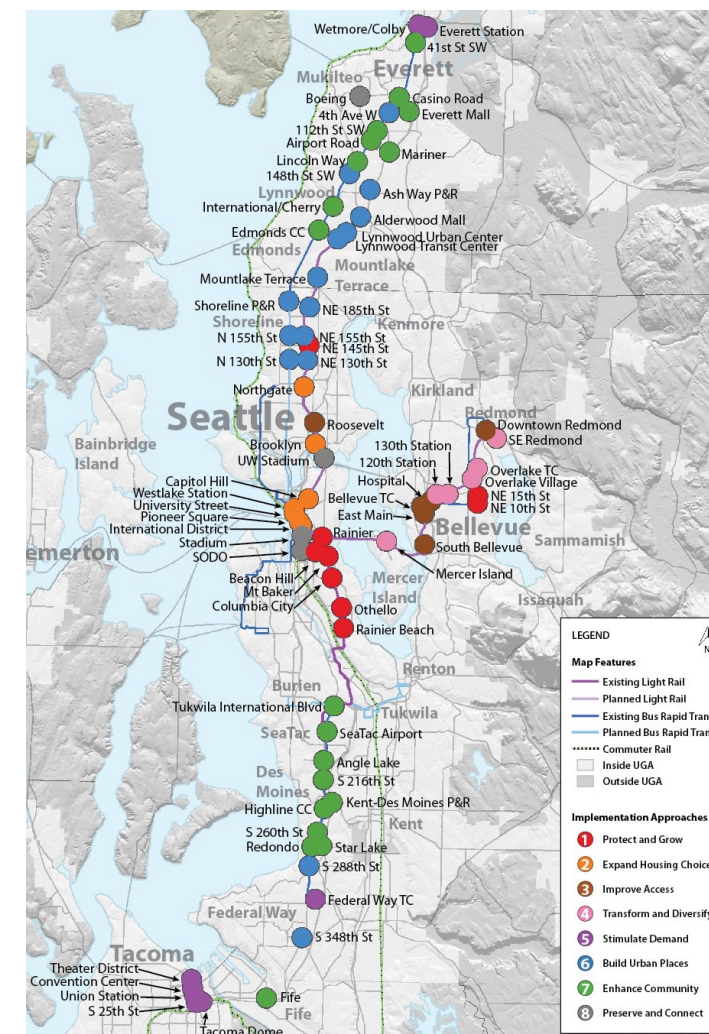 Wetmore/Colby
Everett Station
41st St SW
Everett
Mukilteo
Boeing
Casino Road
4th Ave W
Everett Mall
112th St SW
Airport Road
Mariner
Lincoln Way
148th St SW
Lynnwood
Ash Way P&R
International/Cherry
Alderwood Mall
Edmonds CC
Lynnwood Urban Center
Lynnwood Transit Center
Edmonds
Mountlake
Terrace
Mountlake Terrace
Shoreline P&R
NE 185th St
Shoreline
Kenmore
N 155th St
NE 155th St
NE 145th St
N 130th St
NE 130th St
Northgate
Kirkland
Seattle
Redmond
Roosevelt
Downtown Redmond
SE Redmond
Brooklyn
Bainbridge
Island
130th Station
UW Stadium
120th Station
Overlake TC
Capitol Hill
Hospital
Overlake Village
Westlake Station
Bellevue TC
NE 15th St
University Street
NE 10th St
Pioneer Square
East Main
International District
Bellevue
Rainier
Stadium
Sammamish
emerton
SODO
South Bellevue
Mercer Island
Beacon Hill
Mt Baker
Mercer
Island
Columbia City
Issaquah
Othello
Rainier Beach
Renton
Burien
Tukwila International Blvd
Tukwila
SeaTac
SeaTac Airport
Angle Lake
Des
Moines
S 216th St
Kent-Des Moines P&R
Highline CC
Kent
S 260th St
Redondo
Star Lake
S 288th St
Federal Way TC
Federal Way
S 348th St
Tacoma
Theater District
Convention Center
Union Station
S 25th St
Fife
Fife
Tacoma Dome
LEGEND
N
Map Features
Existing Light Rail
Planned Light Rail
Existing Bus Rapid Tran
Planned Bus Rapid Tran
Commuter Rail
Inside UGA
Outside UGA
Implementation Approaches
1 Protect and Grow
2 Expand Housing Choice
3 Improve Access
4 Transform and Diversify
5 Stimulate Demand
6 Build Urban Places
7 Enhance Community
8 Preserve and Connect